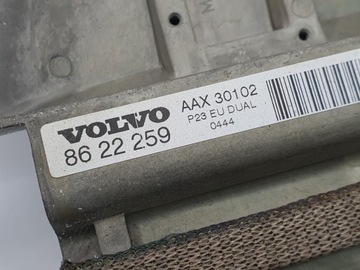 VOLVO
86 22 259
AAX 30102
P23 EU DUAL
0444